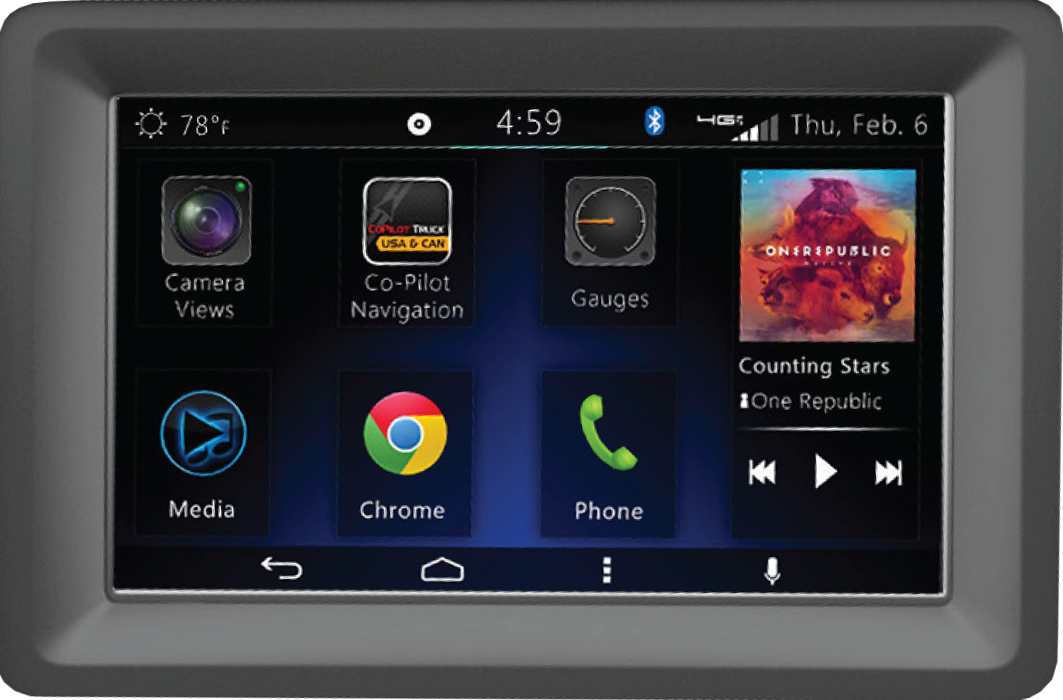 78°F
4:59
4G
Thu, Feb. 6
Camera
Views
COPILOT TRUCK
USA & CAN
Co-Pilot
Navigation
Gauges
ONEREPUBLIC
NATIVE
Counting Stars
One Republic
Media
Chrome
Phone